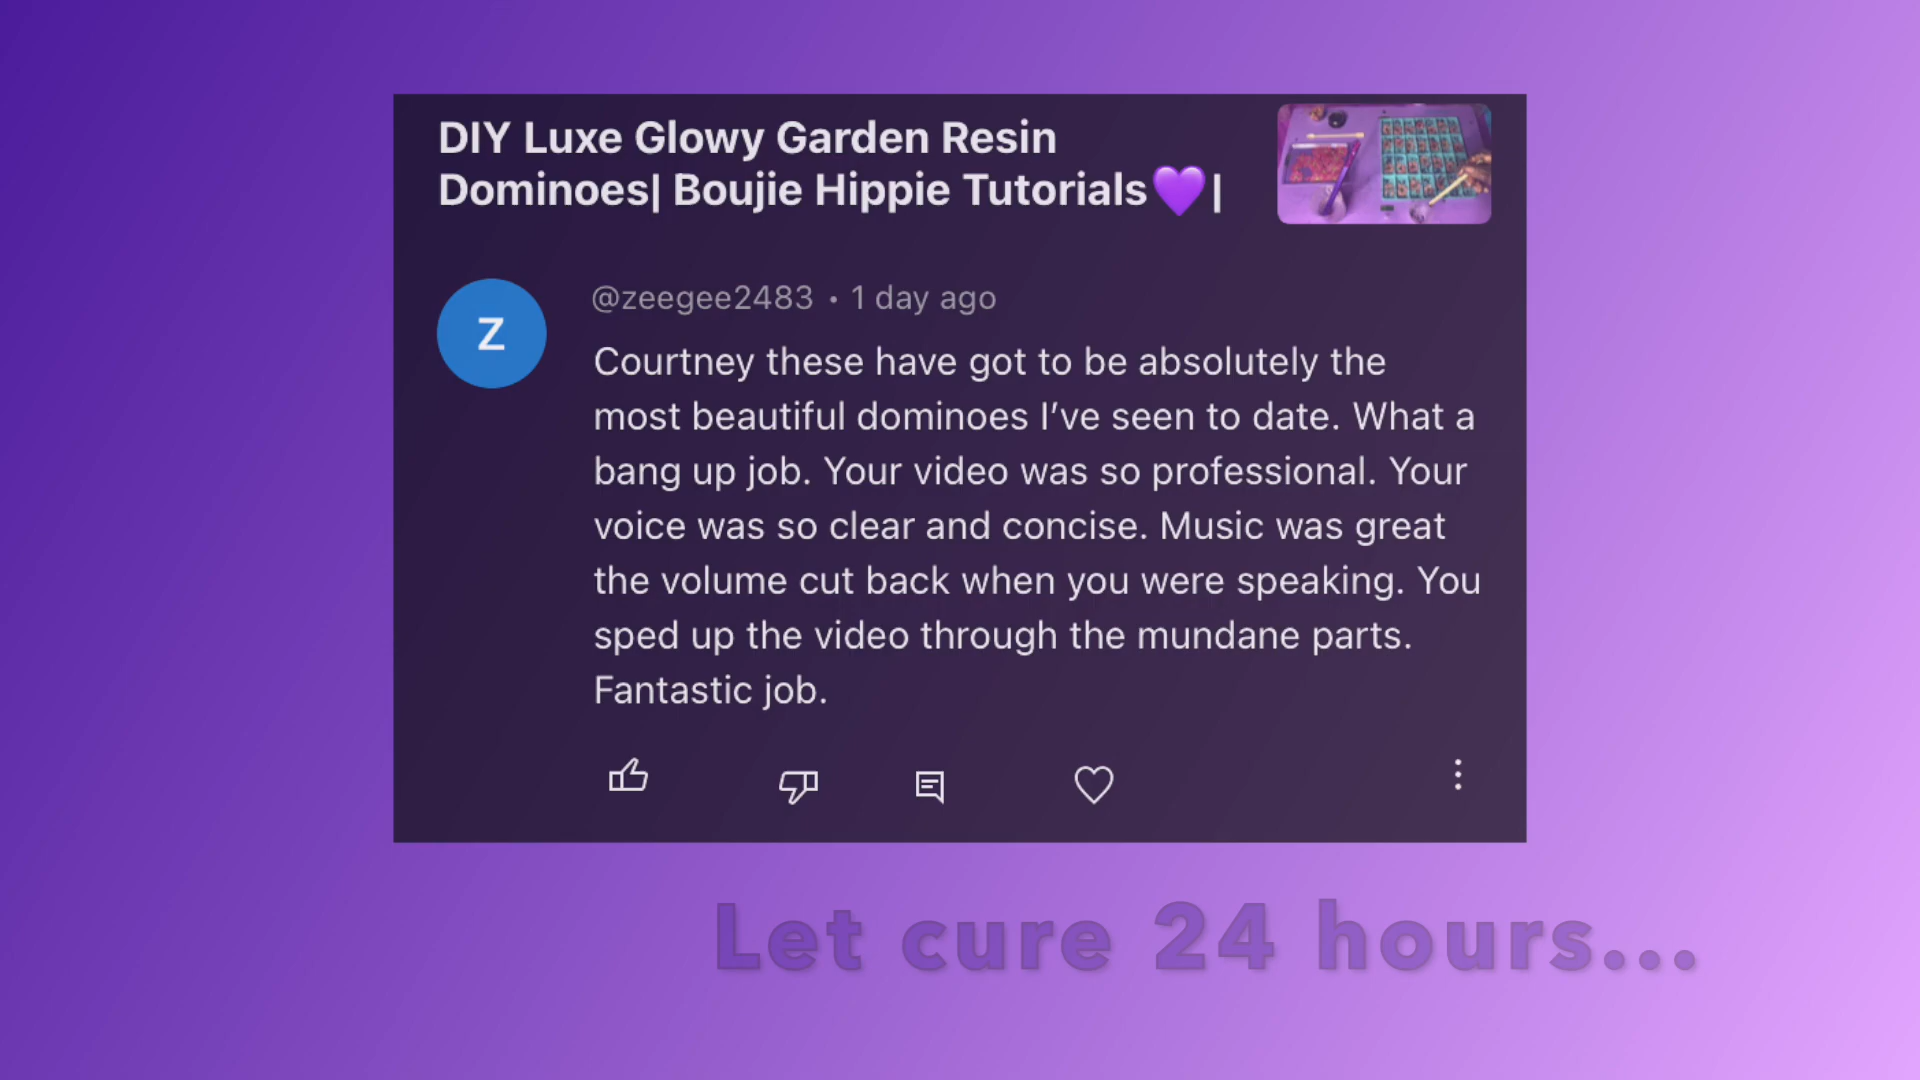 DIY Luxe Glowy Garden Resin
Dominoes| Boujie Hippie Tutorials💜|
Z
@zeegee2483 • 1 day ago
Courtney these have got to be absolutely the
most beautiful dominoes I’ve seen to date. What a
bang up job. Your video was so professional. Your
voice was so clear and concise. Music was great
the volume cut back when you were speaking. You
sped up the video through the mundane parts.
Fantastic job.
Let cure 24 hours...